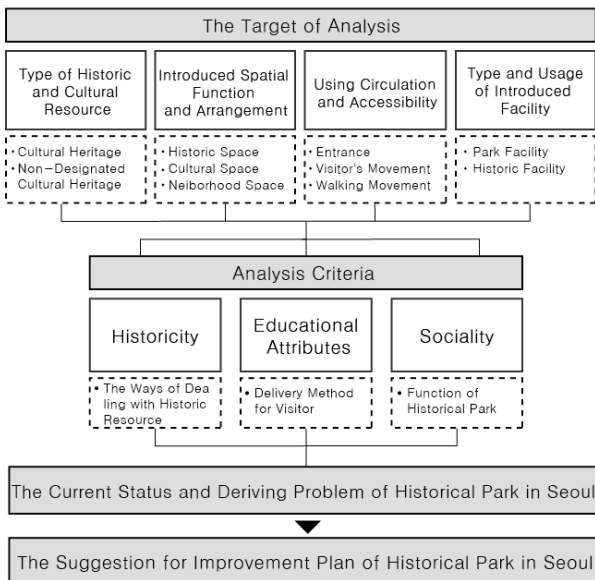 The Target of Analysis
Type of Historic
and Cultural
Resource
Introduced Spatial
Function
and Arrangement
Using Circulation
and Accessibility
Type and Usage
of Introduced
Facility
• Cultural Heritage
• Non-Designated
Cultural Heritage
• Historic Space
• Cultural Space
• Neiborhood Space
• Entrance
• Visitor's Movement
• Walking Movement
• Park Facility
• Historic Facility
Analysis Criteria
Historicity
Educational
Attributes
Sociality
• The Ways of Dea
ling with Historic
Resource
• Delivery Method
for Visitor
• Function of
Historical Park
The Current Status and Deriving Problem of Historical Park in Seoul
The Suggestion for Improvement Plan of Historical Park in Seoul